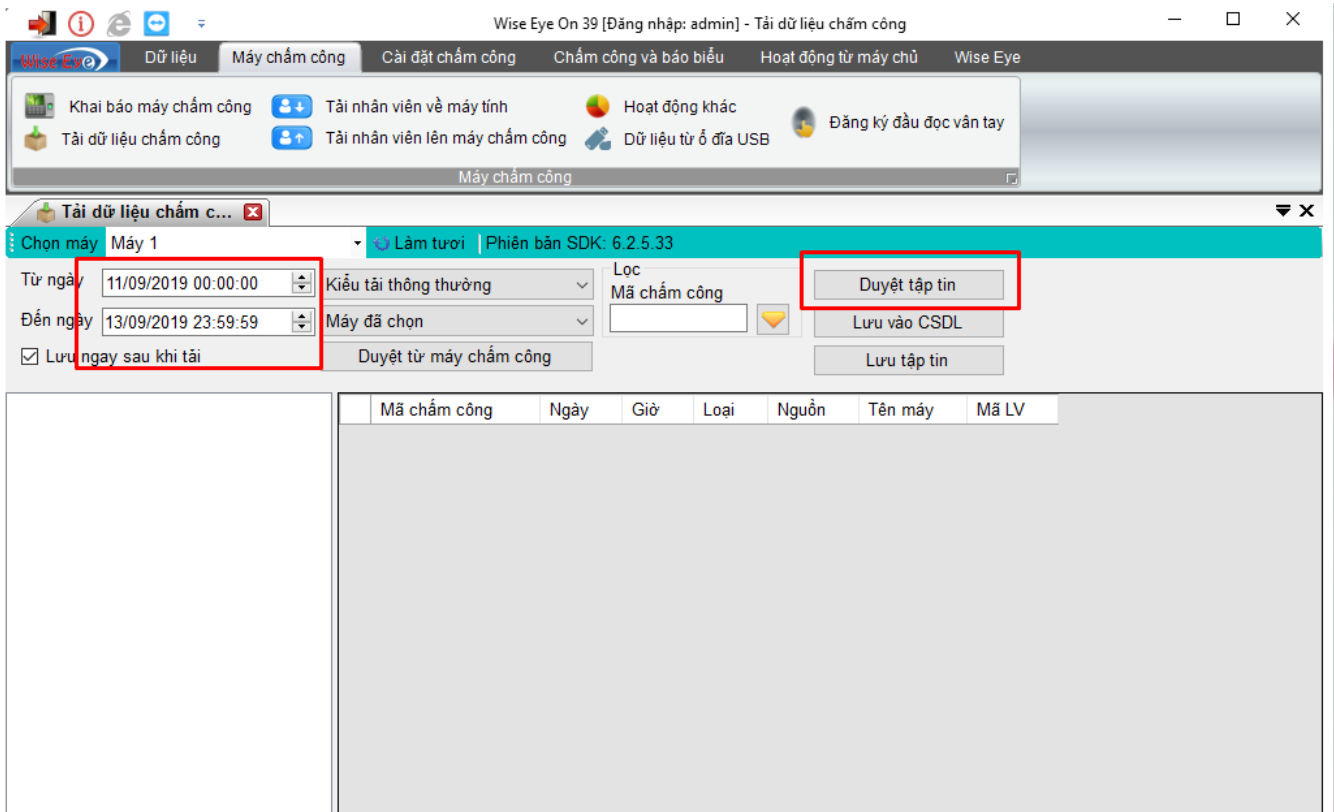 Wise Eye On 39 [Đăng nhập: admin] - Tải dữ liệu chấm công
Wise Eye Dữ liệu Máy chấm công Cài đặt chấm công Chấm công và báo biểu Hoạt động từ máy chủ Wise Eye
Khai báo máy chấm công Tải nhân viên về máy tính Hoạt động khác Đăng ký đầu đọc vân tay
Tải dữ liệu chấm công Tải nhân viên lên máy chấm công Dữ liệu từ ổ đĩa USB
Máy chấm công
Tải dữ liệu chấm c...
Chọn máy Máy 1 Làm tươi Phiên bản SDK: 6.2.5.33
Từ ngày 11/09/2019 00:00:00 Kiểu tải thông thường Lọc Mã chấm công Duyệt tập tin
Đến ngày 13/09/2019 23:59:59 Máy đã chọn Lưu vào CSDL
Lưu ngay sau khi tải Duyệt từ máy chấm công Lưu tập tin
Mã chấm công Ngày Giờ Loại Nguồn Tên máy Mã LV